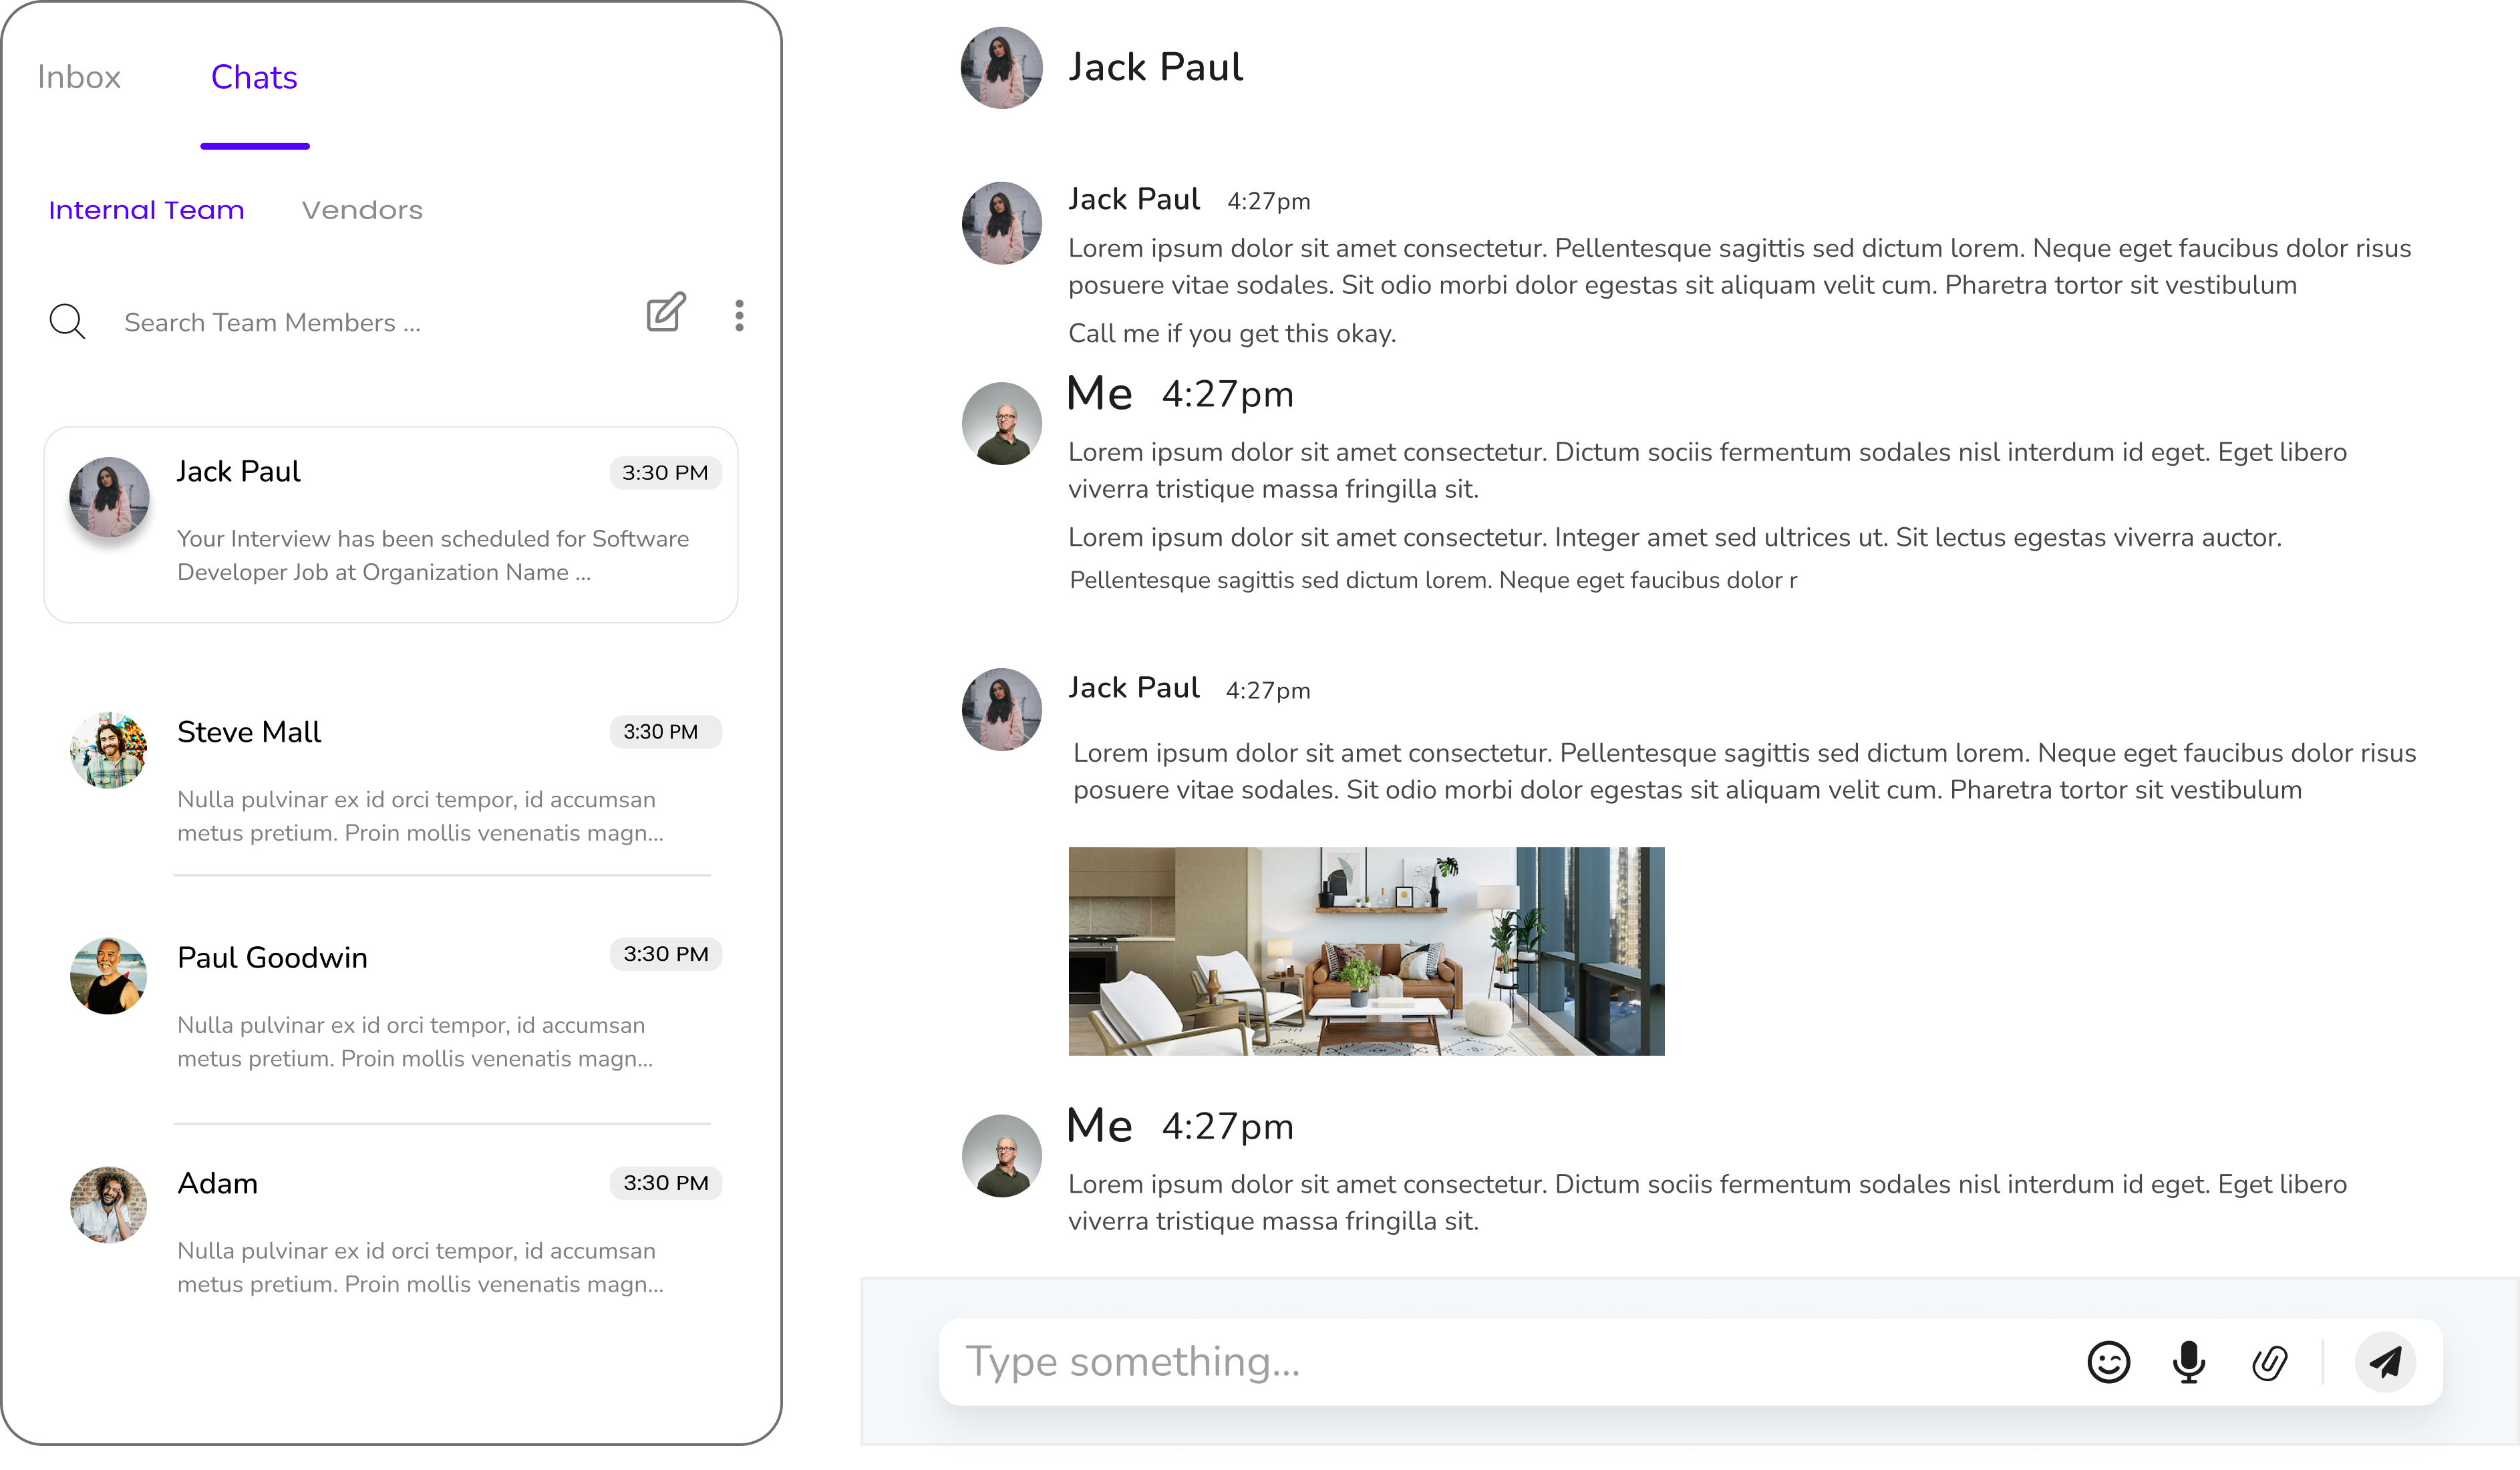 Inbox
Chats
Internal Team
Vendors
Search Team Members ...
Jack Paul
3:30 PM
Your Interview has been scheduled for Software
Developer Job at Organization Name ...
Steve Mall
3:30 PM
Nulla pulvinar ex id orci tempor, id accumsan
metus pretium. Proin mollis venenatis magn...
Paul Goodwin
3:30 PM
Nulla pulvinar ex id orci tempor, id accumsan
metus pretium. Proin mollis venenatis magn...
Adam
3:30 PM
Nulla pulvinar ex id orci tempor, id accumsan
metus pretium. Proin mollis venenatis magn...
Jack Paul
Jack Paul 4:27pm
Lorem ipsum dolor sit amet consectetur. Pellentesque sagittis sed dictum lorem. Neque eget faucibus dolor risus
posuere vitae sodales. Sit odio morbi dolor egestas sit aliquam velit cum. Pharetra tortor sit vestibulum
Call me if you get this okay.
Me 4:27pm
Lorem ipsum dolor sit amet consectetur. Dictum sociis fermentum sodales nisl interdum id eget. Eget libero
viverra tristique massa fringilla sit.
Lorem ipsum dolor sit amet consectetur. Integer amet sed ultrices ut. Sit lectus egestas viverra auctor.
Pellentesque sagittis sed dictum lorem. Neque eget faucibus dolor r
Jack Paul 4:27pm
Lorem ipsum dolor sit amet consectetur. Pellentesque sagittis sed dictum lorem. Neque eget faucibus dolor risus
posuere vitae sodales. Sit odio morbi dolor egestas sit aliquam velit cum. Pharetra tortor sit vestibulum
Me 4:27pm
Lorem ipsum dolor sit amet consectetur. Dictum sociis fermentum sodales nisl interdum id eget. Eget libero
viverra tristique massa fringilla sit.
Type something...